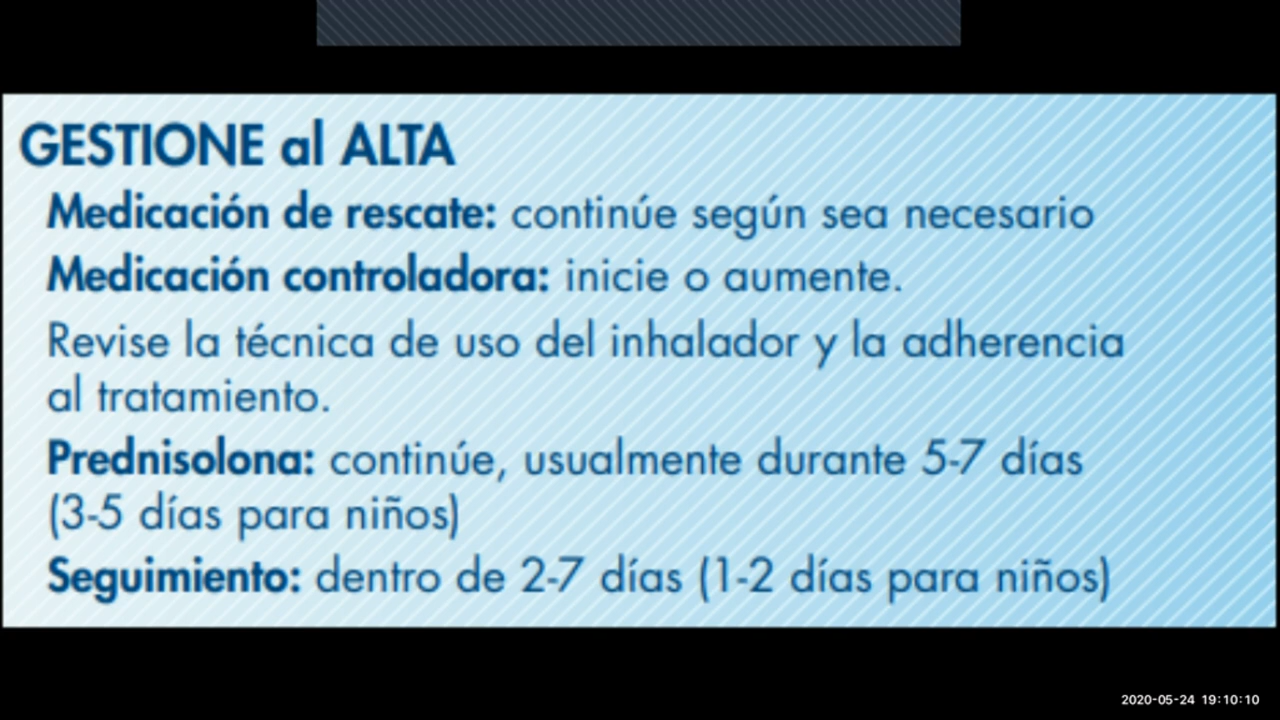 GESTIONE al ALTA
Medicación de rescate: continúe según sea necesario
Medicación controladora: inicie o aumente.
Revise la técnica de uso del inhalador y la adherencia
al tratamiento.
Prednisolona: continúe, usualmente durante 5-7 días
(3-5 días para niños)
Seguimiento: dentro de 2-7 días (1-2 días para niños)
2020-05-24 19:10:10